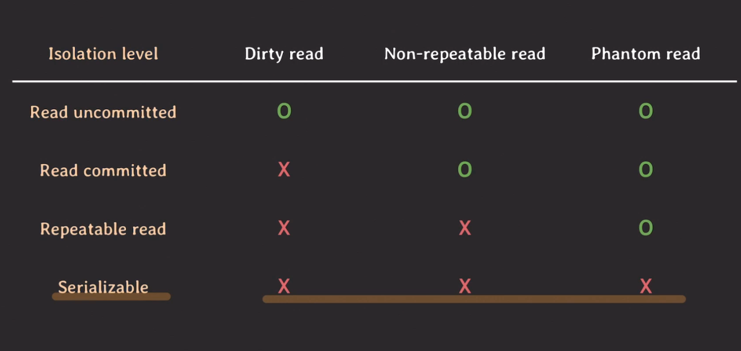 Isolation level Dirty read Non-repeatable read Phantom read
Read uncommitted O O O
Read committed X O O
Repeatable read X X O
Serializable X X X